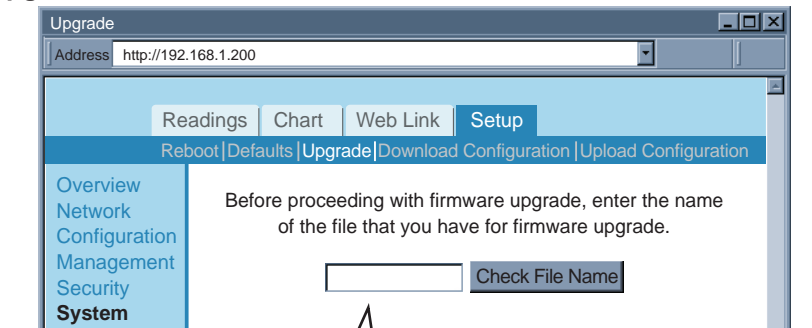 Upgrade
Address http://192.168.1.200
Readings Chart Web Link Setup
Reboot|Defaults|Upgrade|Download Configuration|Upload Configuration
Overview
Network
Configuration
Management
Security
System
Before proceeding with firmware upgrade, enter the name
of the file that you have for firmware upgrade.
Check File Name